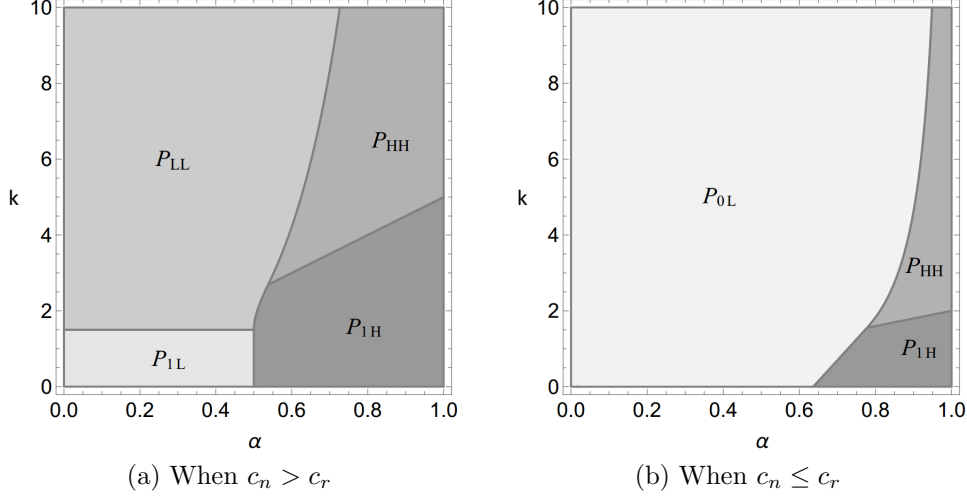 10
8
6
4
2
0
k
P_LL
P_HH
P_1L
P_1H
0.0 0.2 0.4 0.6 0.8 1.0
α
(a) When c_n > c_r
10
8
6
4
2
0
k
P_0L
P_HH
P_1H
0.0 0.2 0.4 0.6 0.8 1.0
α
(b) When c_n ≤ c_r